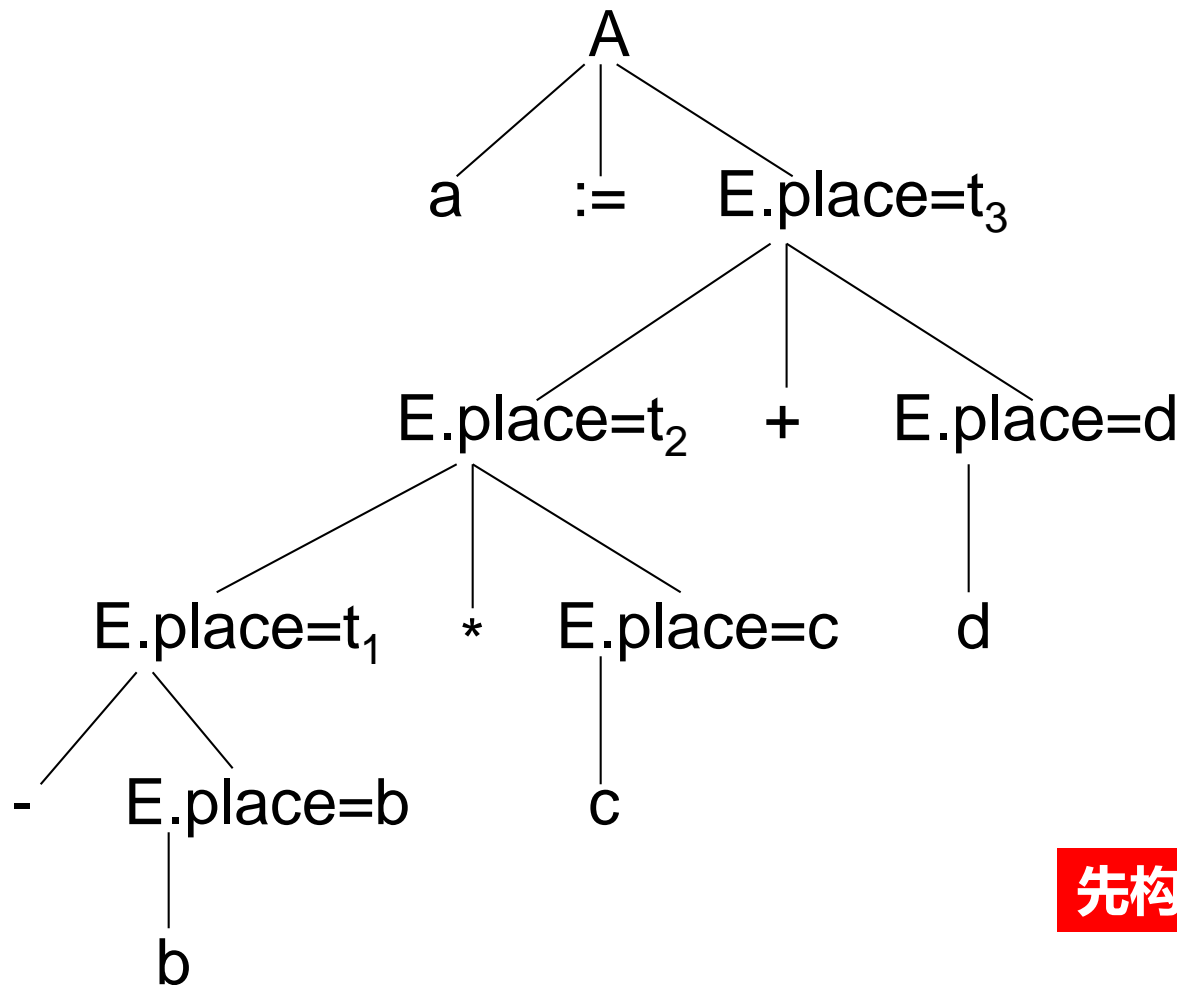 A
a := E.place=t₃
E.place=t₂ + E.place=d
E.place=t₁ * E.place=c d
- E.place=b c
先构
b